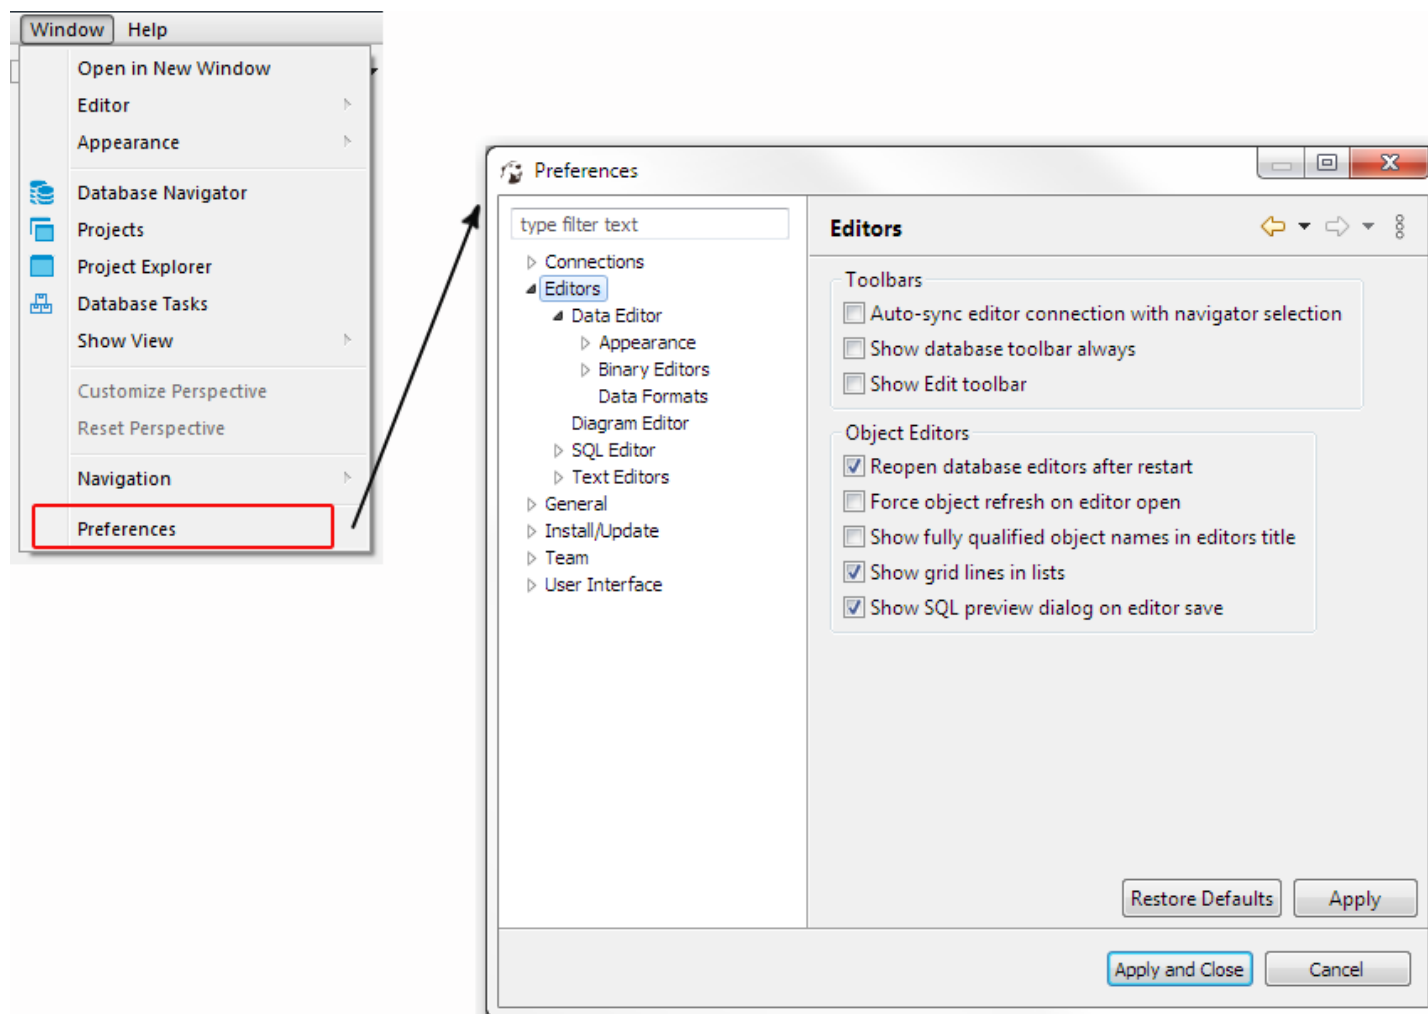 Window Help
Open in New Window
Editor
Appearance
Database Navigator
Projects
Project Explorer
Database Tasks
Show View
Customize Perspective
Reset Perspective
Navigation
Preferences
Preferences
type filter text
Connections
Editors
Data Editor
Appearance
Binary Editors
Data Formats
Diagram Editor
SQL Editor
Text Editors
General
Install/Update
Team
User Interface
Editors
Toolbars
Auto-sync editor connection with navigator selection
Show database toolbar always
Show Edit toolbar
Object Editors
Reopen database editors after restart
Force object refresh on editor open
Show fully qualified object names in editors title
Show grid lines in lists
Show SQL preview dialog on editor save
Restore Defaults Apply
Apply and Close Cancel